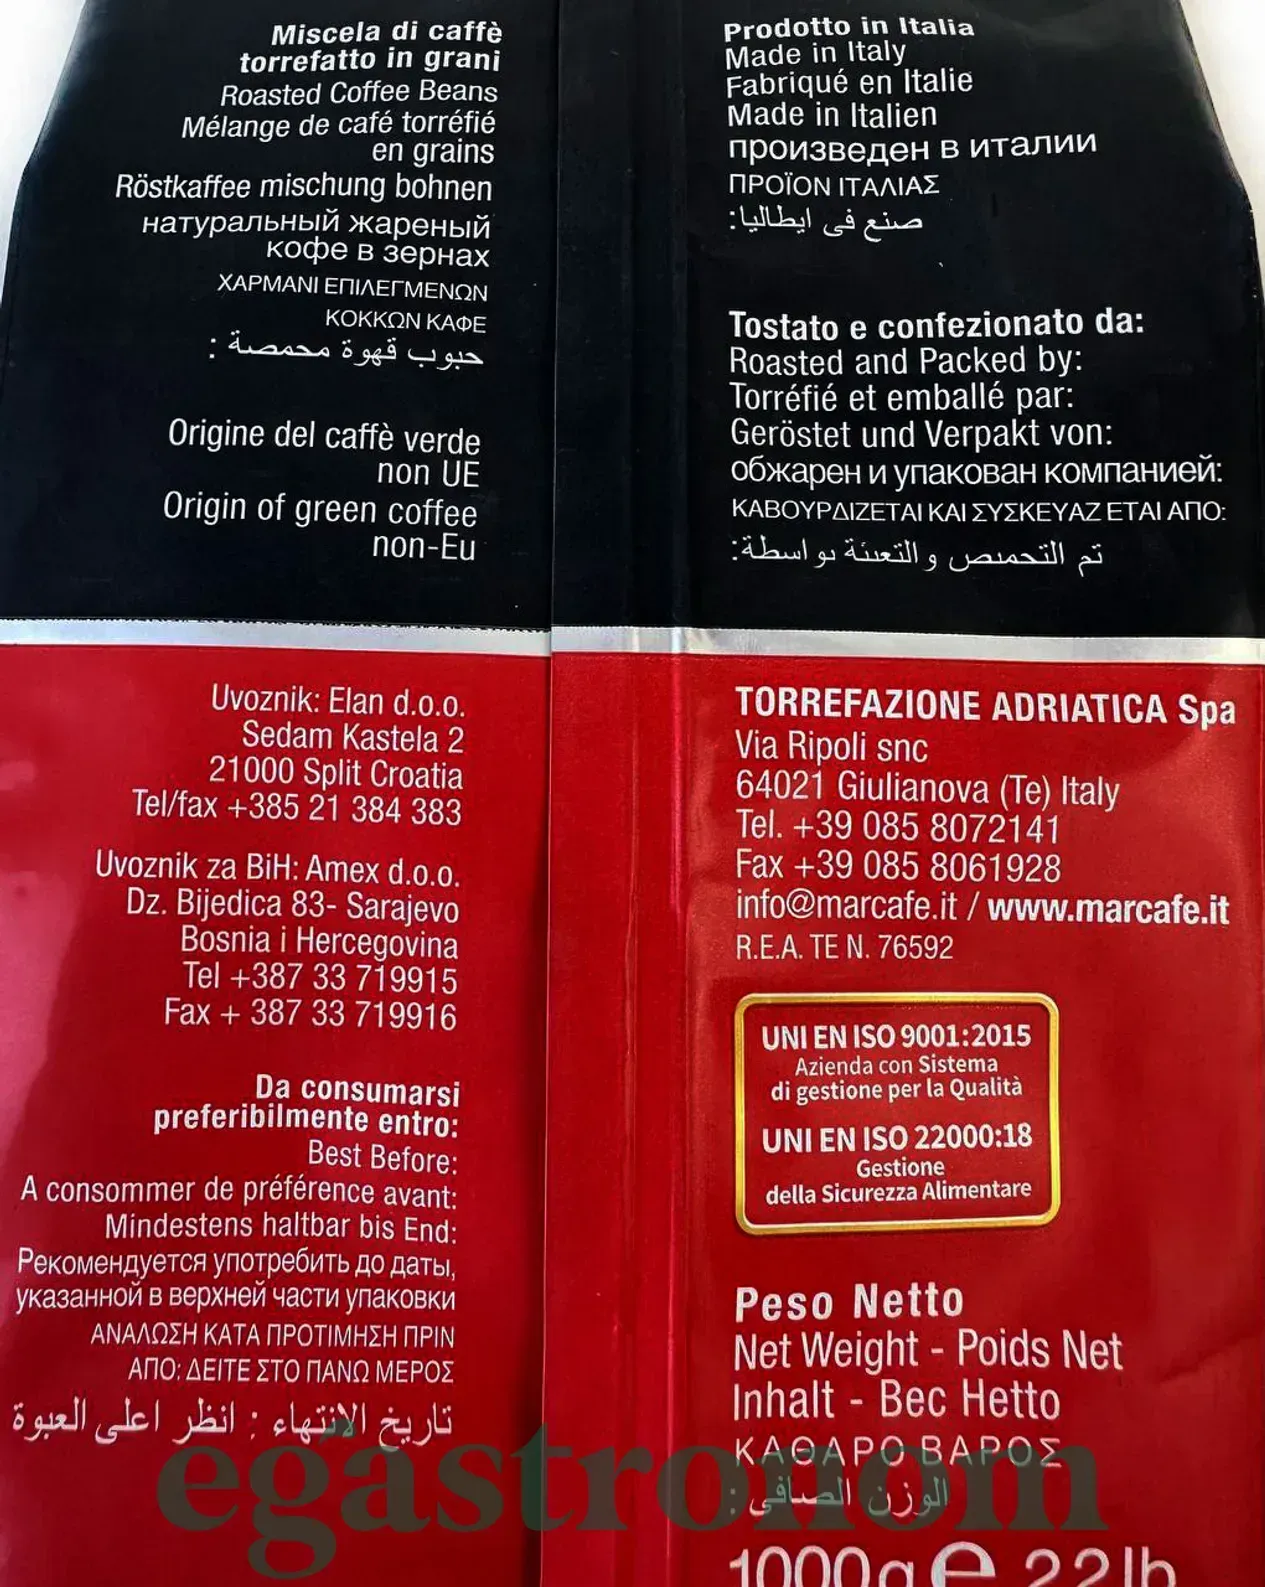 Miscela di caffè
torrefatto in grani
Roasted Coffee Beans
Mélange de café torréfié
en grains
Röstkaffee mischung bohnen
натуральный жареный
кофе в зернах
ΧΑΡΜΑΝΙ ΕΠΙΛΕΓΜΕΝΩΝ
ΚΟΚΚΩΝ ΚΑΦΕ
حبوب قهوة محمصة :
Origine del caffè verde
non UE
Origin of green coffee
non-Eu
Uvoznik: Elan d.o.o.
Sedam Kastela 2
21000 Split Croatia
Tel/fax +385 21 384 383
Uvoznik za BiH: Amex d.o.o.
Dz. Bijedica 83- Sarajevo
Bosnia i Hercegovina
Tel +387 33 719915
Fax + 387 33 719916
Da consumarsi
preferibilmente entro:
Best Before:
A consommer de préférence avant:
Mindestens haltbar bis End:
Рекомендуется употребить до даты,
указанной в верхней части упаковки
ΑΝΑΛΩΣΗ ΚΑΤΑ ΠΡΟΤΙΜΗΣΗ ΠΡΙΝ
ΑΠΟ: ΔΕΙΤΕ ΣΤΟ ΠΑΝΩ ΜΕΡΟΣ
تاريخ الانتهاء : انظر اعلى العبوة
Prodotto in Italia
Made in Italy
Fabriqué en Italie
Made in Italien
произведен в италии
ΠΡΟΪΟΝ ΙΤΑΛΙΑΣ
صنع فى ايطاليا:
Tostato e confezionato da:
Roasted and Packed by:
Torréfié et emballé par:
Geröstet und Verpakt von:
обжарен и упакован компанией:
ΚΑΒΟΥΡΔΙΖΕΤΑΙ ΚΑΙ ΣΥΣΚΕΥΑΖ ΕΤΑΙ ΑΠΟ:
تم التحميص والتعبئة بواسطة:
TORREFAZIONE ADRIATICA Spa
Via Ripoli snc
64021 Giulianova (Te) Italy
Tel. +39 085 8072141
Fax +39 085 8061928
info@marcafe.it / www.marcafe.it
R.E.A. TE N. 76592
UNI EN ISO 9001:2015
Azienda con Sistema
di gestione per la Qualità
UNI EN ISO 22000:18
Gestione
della Sicurezza Alimentare
Peso Netto
Net Weight - Poids Net
Inhalt - Вес Нетто
ΚΑΘΑΡΟ ΒΑΡΟΣ
الوزن الصافى :
1000g e 2.2 lb
egastronom